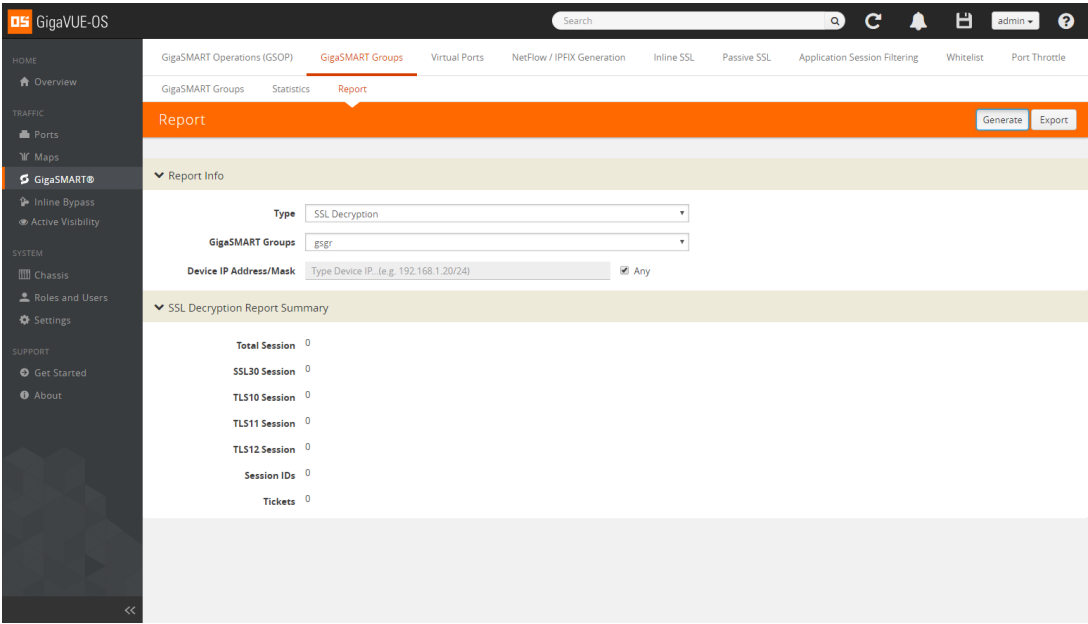 GigaVUE-OS
Search
admin
HOME
Overview
TRAFFIC
Ports
Maps
GigaSMART®
Inline Bypass
Active Visibility
SYSTEM
Chassis
Roles and Users
Settings
SUPPORT
Get Started
About
GigaSMART Operations (GSOP) GigaSMART Groups Virtual Ports NetFlow / IPFIX Generation Inline SSL Passive SSL Application Session Filtering Whitelist Port Throttle
GigaSMART Groups Statistics Report
Report
Generate Export
Report Info
Type SSL Decryption
GigaSMART Groups gsgr
Device IP Address/Mask Type Device IP...(e.g. 192.168.1.20/24) Any
SSL Decryption Report Summary
Total Session 0
SSL30 Session 0
TLS10 Session 0
TLS11 Session 0
TLS12 Session 0
Session IDs 0
Tickets 0